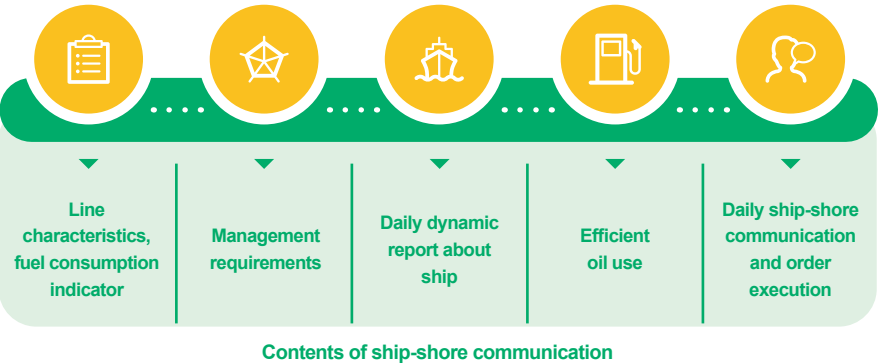 Line
characteristics,
fuel consumption
indicator
Management
requirements
Daily dynamic
report about
ship
Efficient
oil use
Daily ship-shore
communication
and order
execution
Contents of ship-shore communication